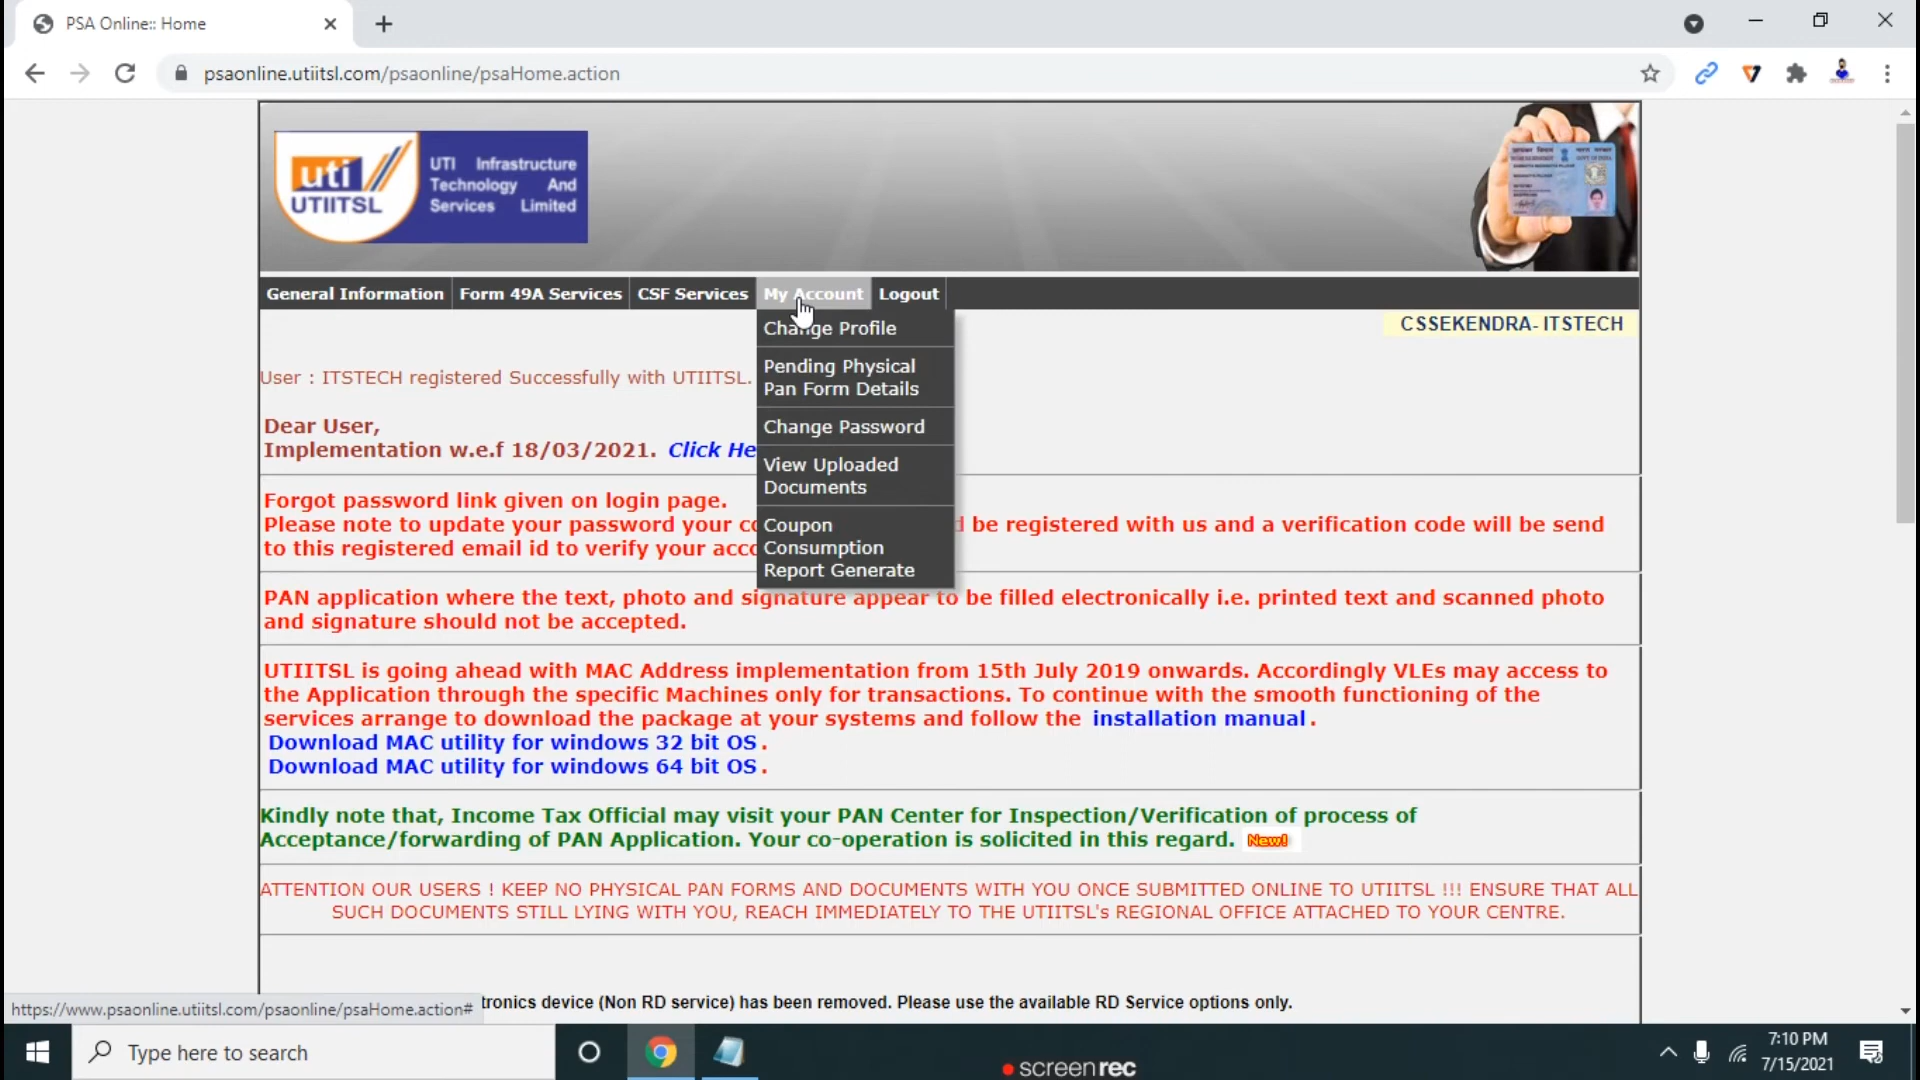 PSA Online:: Home
psaonline.utiitsl.com/psaonline/psaHome.action
uti
UTIITSL
UTI Infrastructure
Technology And
Services Limited
General Information Form 49A Services CSF Services My Account Logout
Change Profile
Pending Physical
Pan Form Details
Change Password
View Uploaded
Documents
Coupon
Consumption
Report Generate
CSSEKENDRA- ITSTECH
User : ITSTECH registered Successfully with UTIITSL.
Dear User,
Implementation w.e.f 18/03/2021. Click He
Forgot password link given on login page.
Please note to update your password your co be registered with us and a verification code will be send
to this registered email id to verify your acco
PAN application where the text, photo and signature appear to be filled electronically i.e. printed text and scanned photo
and signature should not be accepted.
UTIITSL is going ahead with MAC Address implementation from 15th July 2019 onwards. Accordingly VLEs may access to
the Application through the specific Machines only for transactions. To continue with the smooth functioning of the
services arrange to download the package at your systems and follow the installation manual.
Download MAC utility for windows 32 bit OS.
Download MAC utility for windows 64 bit OS.
Kindly note that, Income Tax Official may visit your PAN Center for Inspection/Verification of process of
Acceptance/forwarding of PAN Application. Your co-operation is solicited in this regard. New!
ATTENTION OUR USERS ! KEEP NO PHYSICAL PAN FORMS AND DOCUMENTS WITH YOU ONCE SUBMITTED ONLINE TO UTIITSL !!! ENSURE THAT ALL
SUCH DOCUMENTS STILL LYING WITH YOU, REACH IMMEDIATELY TO THE UTIITSL's REGIONAL OFFICE ATTACHED TO YOUR CENTRE.
tronics device (Non RD service) has been removed. Please use the available RD Service options only.
https://www.psaonline.utiitsl.com/psaonline/psaHome.action#
Type here to search
screenrec
7:10 PM
7/15/2021